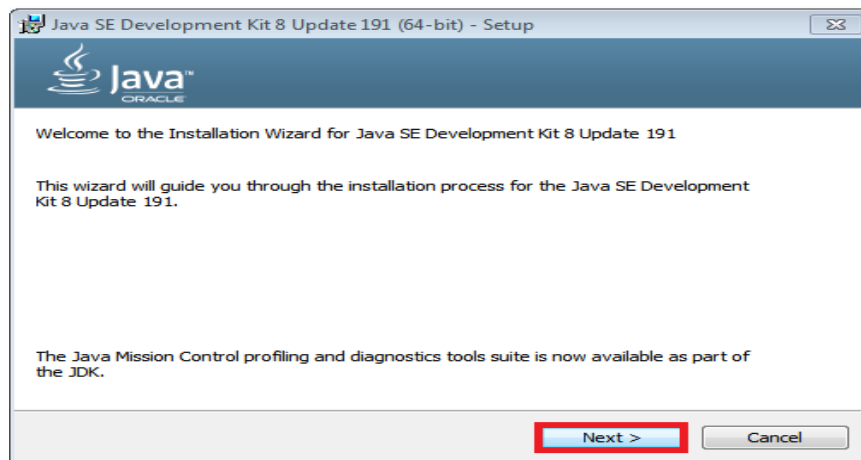 Java SE Development Kit 8 Update 191 (64-bit) - Setup
Java™
ORACLE
Welcome to the Installation Wizard for Java SE Development Kit 8 Update 191
This wizard will guide you through the installation process for the Java SE Development
Kit 8 Update 191.
The Java Mission Control profiling and diagnostics tools suite is now available as part of
the JDK.
Next >
Cancel